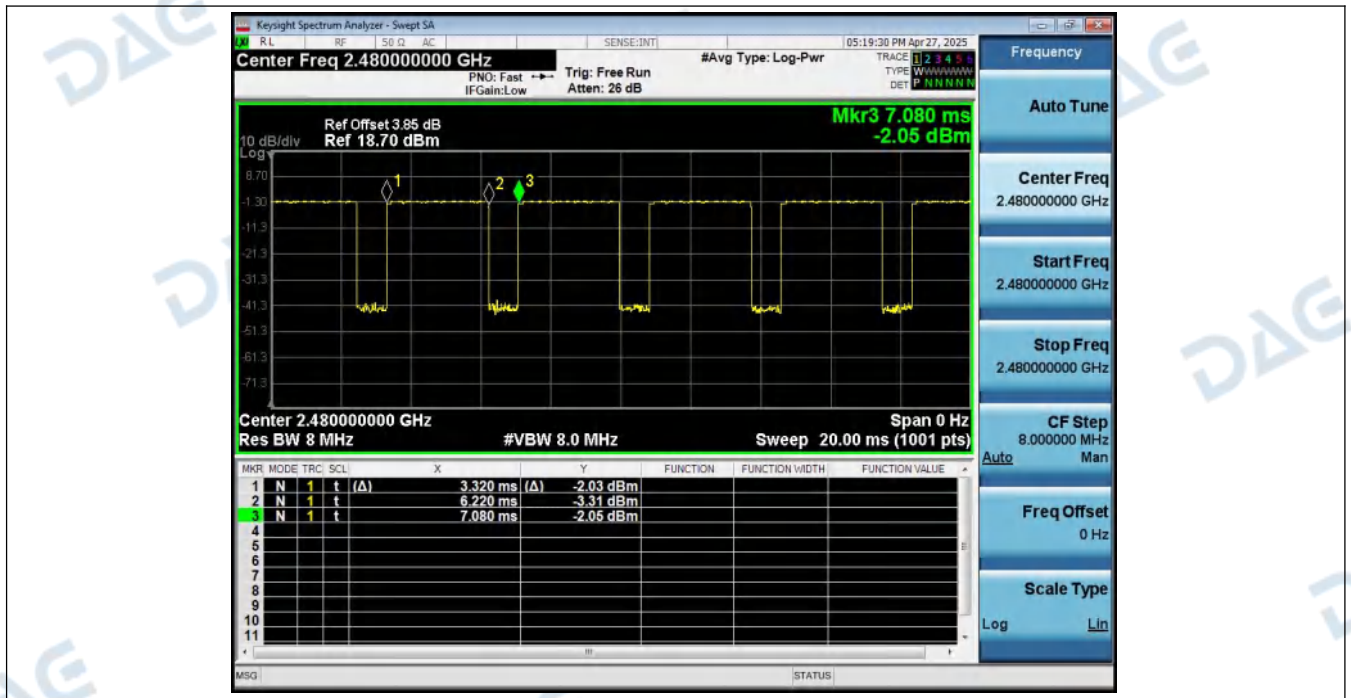 DAG
Keysight Spectrum Analyzer - Swept SA
RL RF 50 Ω AC SENSE:INT 05:19:30 PM Apr 27, 2025
Center Freq 2.480000000 GHz #Avg Type: Log-Pwr TRACE 1 2 3 4 5 6
PNO: Fast Trig: Free Run TYPE WWWWWW
IFGain:Low Atten: 26 dB DET P N N N N N
Mkr3 7.080 ms
-2.05 dBm
Ref Offset 3.85 dB
10 dB/div Ref 18.70 dBm
Log
8.70
-1.30
-11.3
-21.3
-31.3
-41.3
-51.3
-61.3
-71.3
1 2 3
Center 2.480000000 GHz Span 0 Hz
Res BW 8 MHz #VBW 8.0 MHz Sweep 20.00 ms (1001 pts)
MKR MODE TRC SCL X Y FUNCTION FUNCTION WIDTH FUNCTION VALUE
1 N 1 t (Δ) 3.320 ms (Δ) -2.03 dBm
2 N 1 t 6.220 ms -3.31 dBm
3 N 1 t 7.080 ms -2.05 dBm
4
5
6
7
8
9
10
11
MSG STATUS
Frequency
Auto Tune
Center Freq
2.480000000 GHz
Start Freq
2.480000000 GHz
Stop Freq
2.480000000 GHz
CF Step
8.000000 MHz
Auto Man
Freq Offset
0 Hz
Scale Type
Log Lin
DAG
DAG